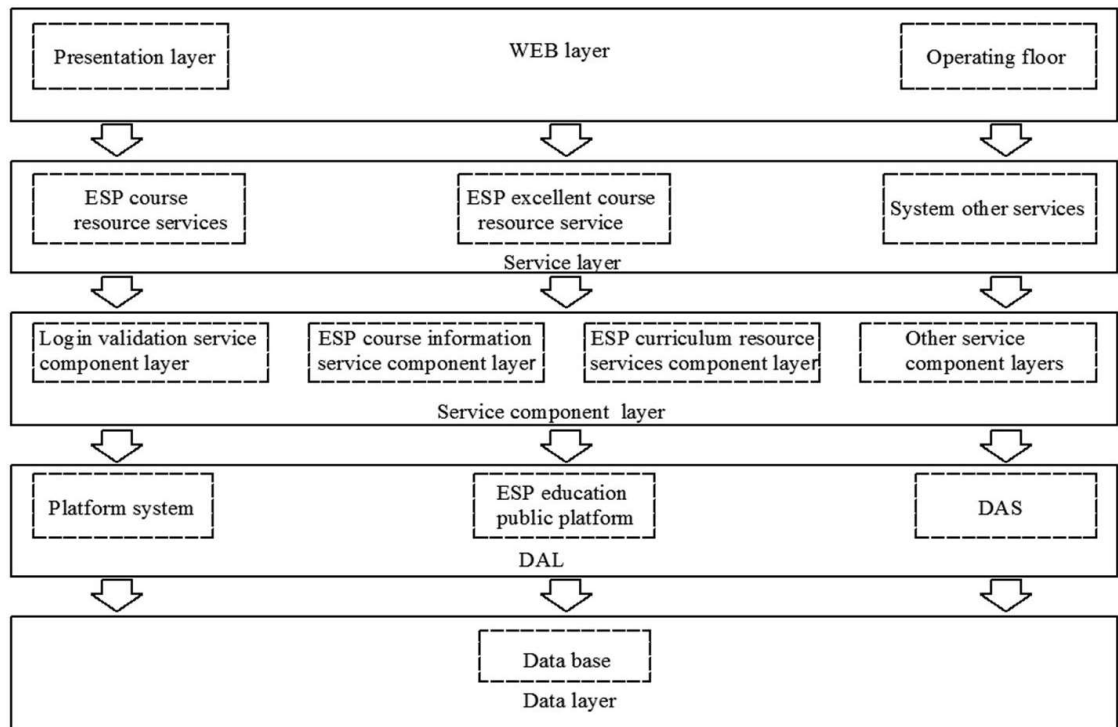 Presentation layer
WEB layer
Operating floor
ESP course
resource services
ESP excellent course
resource service
System other services
Service layer
Login validation service
component layer
ESP course information
service component layer
ESP curriculum resource
services component layer
Other service
component layers
Service component layer
Platform system
ESP education
public platform
DAS
DAL
Data base
Data layer